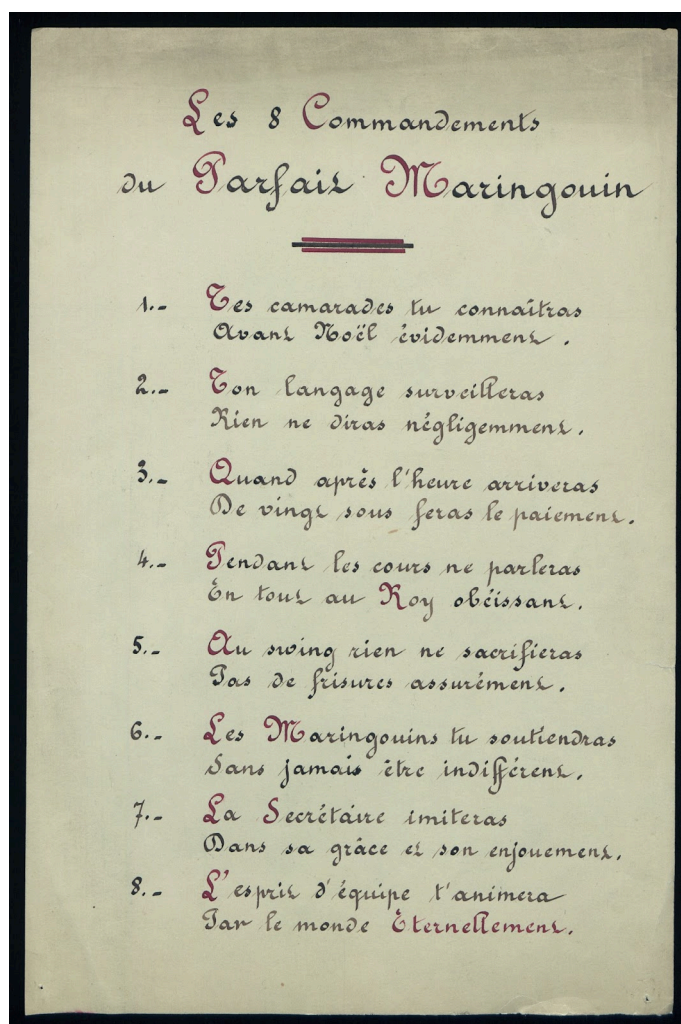 Les 8 Commandements
du Parfait Maringouin
1.- Tes camarades tu connaîtras
Avant Noël évidemment.
2.- Ton langage surveilleras
Rien ne diras négligemment.
3.- Quand après l'heure arriveras
De vingt sous feras le paiement.
4.- Pendant les cours ne parleras
En tout au Roy obéissant.
5.- Au swing rien ne sacrifieras
Pas de frisures assurément.
6.- Les Maringouins tu soutiendras
Sans jamais être indifférent.
7.- La Secrétaire imiteras
Dans sa grâce et son enjouement.
8.- L'esprit d'équipe t'animera
Par le monde Éternellement.